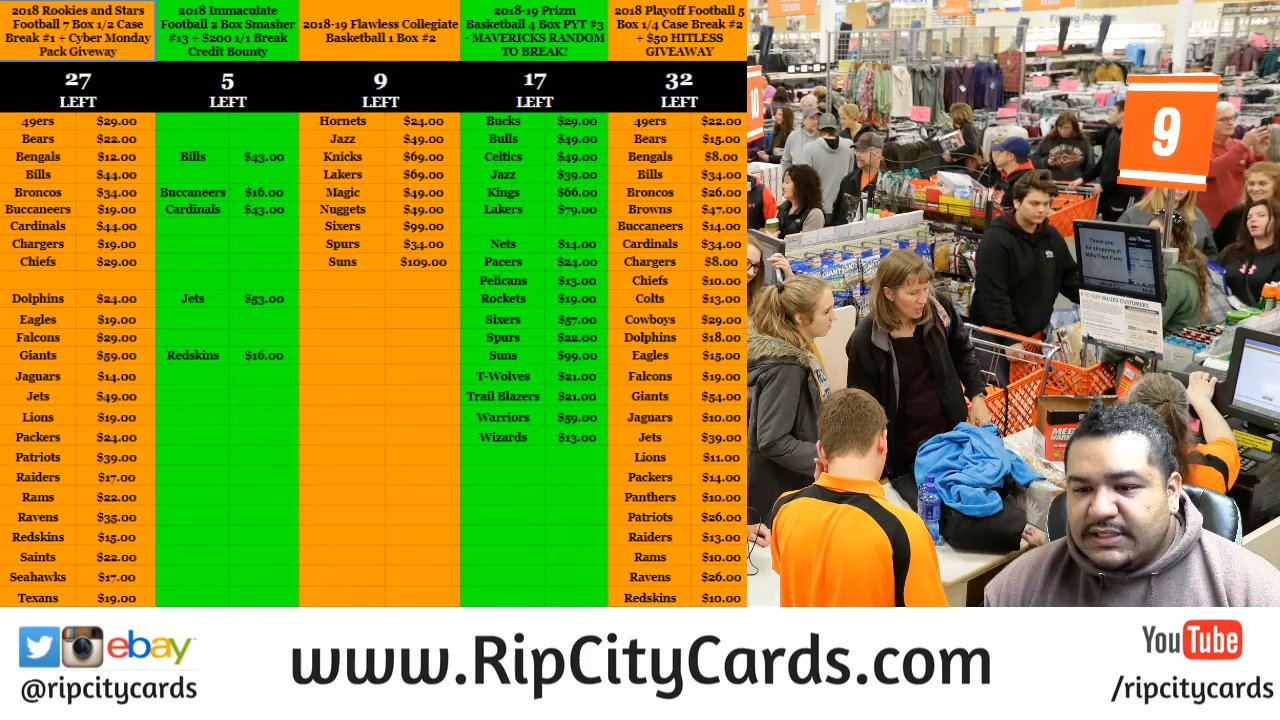 2018 Rookies and Stars
Football 7 Box 1/2 Case
Break #1 + Cyber Monday
Pack Giveway
27
LEFT
49ers $29.00
Bears $22.00
Bengals $12.00
Bills $44.00
Broncos $34.00
Buccaneers $19.00
Cardinals $44.00
Chargers $19.00
Chiefs $29.00
Dolphins $24.00
Eagles $19.00
Falcons $29.00
Giants $59.00
Jaguars $14.00
Jets $49.00
Lions $19.00
Packers $24.00
Patriots $39.00
Raiders $17.00
Rams $22.00
Ravens $35.00
Redskins $15.00
Saints $22.00
Seahawks $17.00
Texans $19.00
2018 Immaculate
Football 2 Box Smasher
#13 + $200 1/1 Break
Credit Bounty
5
LEFT
Bills $43.00
Buccaneers $16.00
Cardinals $43.00
Jets $53.00
Redskins $16.00
2018-19 Flawless Collegiate
Basketball 1 Box #2
9
LEFT
Hornets $24.00
Jazz $49.00
Knicks $69.00
Lakers $69.00
Magic $49.00
Nuggets $49.00
Sixers $99.00
Spurs $34.00
Suns $109.00
2018-19 Prizm
Basketball 4 Box PYT #3
- MAVERICKS RANDOM
TO BREAK!
17
LEFT
Bucks $29.00
Bulls $49.00
Celtics $49.00
Jazz $39.00
Kings $66.00
Lakers $79.00
Nets $14.00
Pacers $24.00
Pelicans $13.00
Rockets $19.00
Sixers $57.00
Spurs $22.00
Suns $99.00
T-Wolves $21.00
Trail Blazers $21.00
Warriors $59.00
Wizards $13.00
2018 Playoff Football 5
Box 1/4 Case Break #2
+ $50 HITLESS
GIVEAWAY
32
LEFT
49ers $22.00
Bears $15.00
Bengals $8.00
Bills $34.00
Broncos $26.00
Browns $47.00
Buccaneers $14.00
Cardinals $34.00
Chargers $8.00
Chiefs $10.00
Colts $13.00
Cowboys $29.00
Dolphins $18.00
Eagles $15.00
Falcons $19.00
Giants $54.00
Jaguars $10.00
Jets $39.00
Lions $11.00
Packers $14.00
Panthers $10.00
Patriots $26.00
Raiders $13.00
Rams $10.00
Ravens $26.00
Redskins $10.00
10
9
Thank you
for shopping at
ebay
@ripcitycards
www.RipCityCards.com
YouTube
/ripcitycards